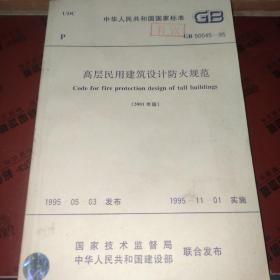 UDC
中华人民共和国国家标准
GB
P
GB 50045-95
高层民用建筑设计防火规范
Code for fire protection design of tall buildings
(2001年版)
1995-05-03 发布
1995-11-01 实施
国家技术监督局
中华人民共和国建设部
联合发布